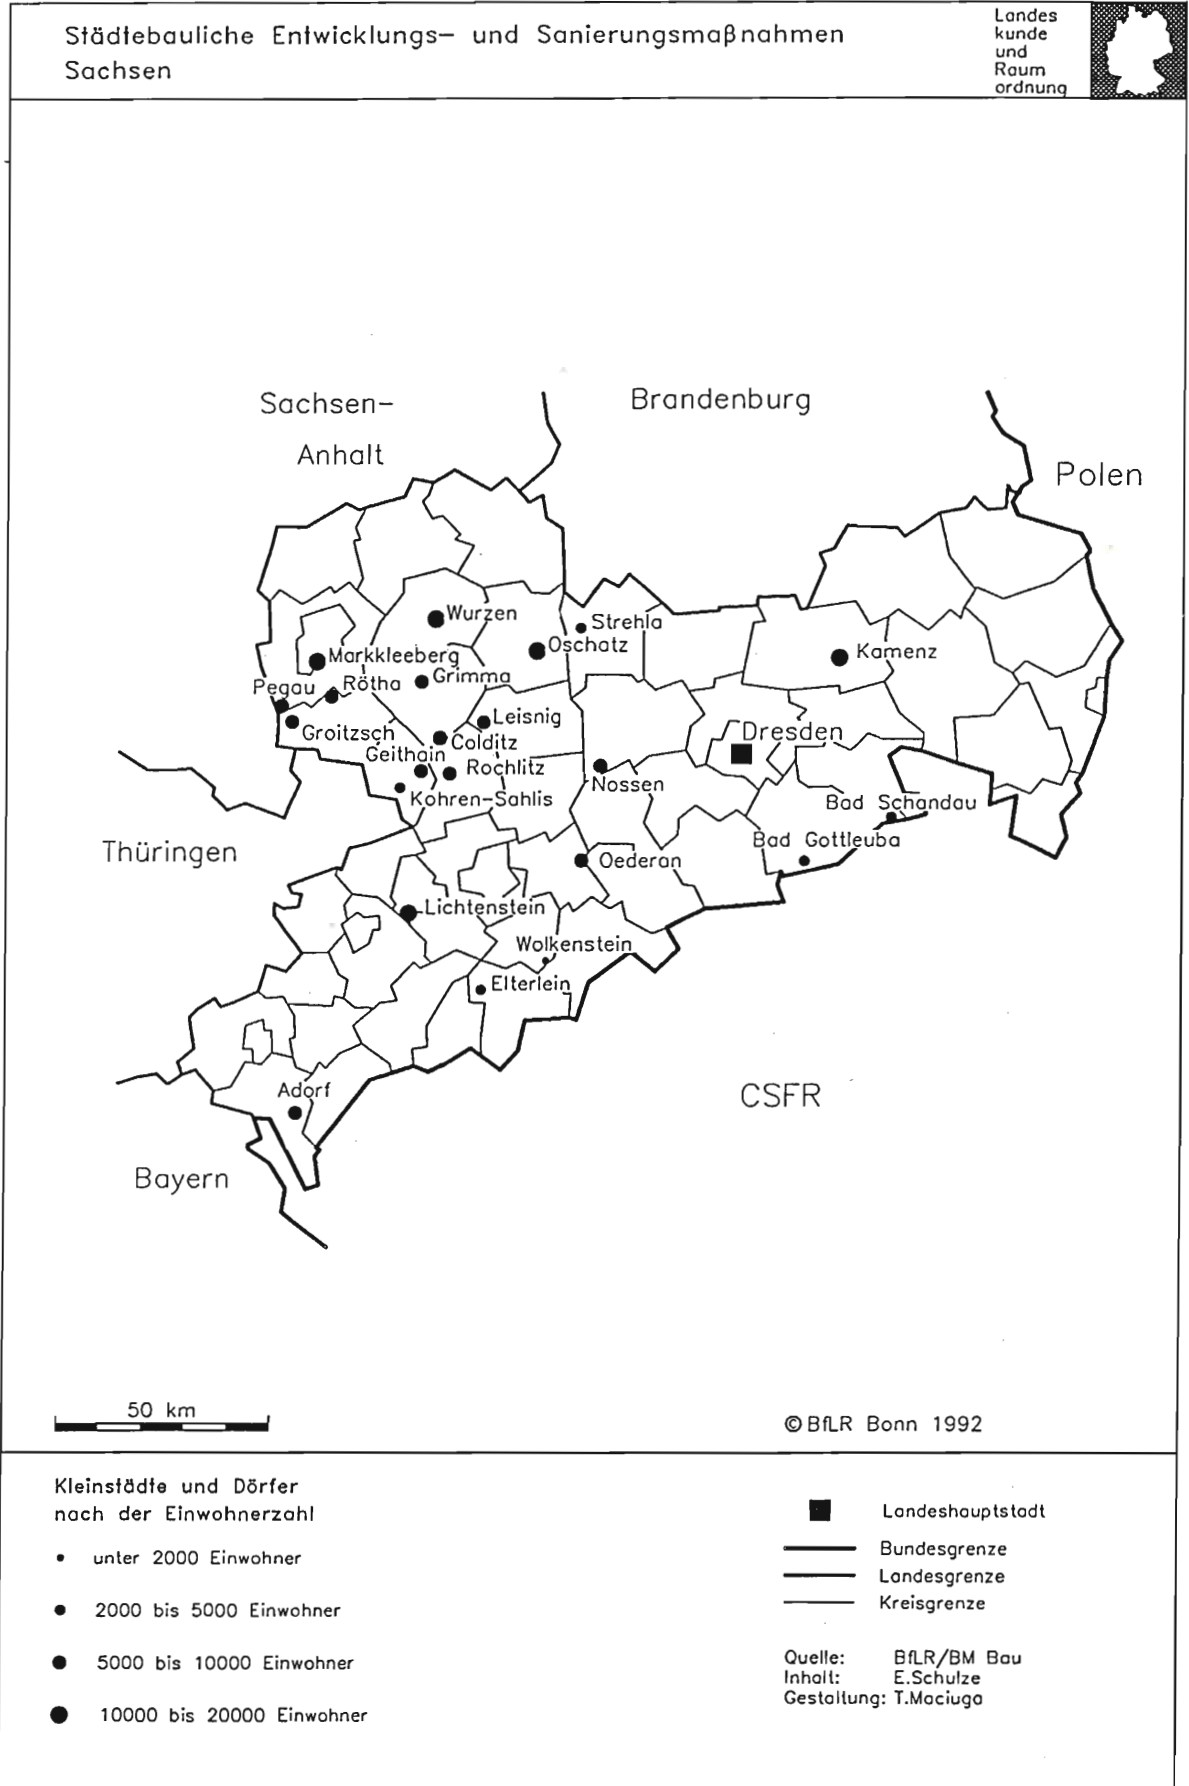 Städtebauliche Entwicklungs- und Sanierungsmaßnahmen
Sachsen
Landes
kunde
und
Raum
ordnung
Sachsen-
Anhalt
Brandenburg
Polen
Wurzen
Strehla
Oschatz
Kamenz
Markkleeberg
Grimma
Pegau
Rötha
Leisnig
Groitzsch
Colditz
Dresden
Geithain
Rochlitz
Nossen
Kohren-Sahlis
Bad Schandau
Bad Gottleuba
Thüringen
Oederan
Lichtenstein
Wolkenstein
Elterlein
Adorf
CSFR
Bayern
50 km
© BfLR Bonn 1992
Kleinstädte und Dörfer
nach der Einwohnerzahl
unter 2000 Einwohner
2000 bis 5000 Einwohner
5000 bis 10000 Einwohner
10000 bis 20000 Einwohner
Landeshauptstadt
Bundesgrenze
Landesgrenze
Kreisgrenze
Quelle: BfLR/BM Bau
Inhalt: E.Schulze
Gestaltung: T.Maciuga